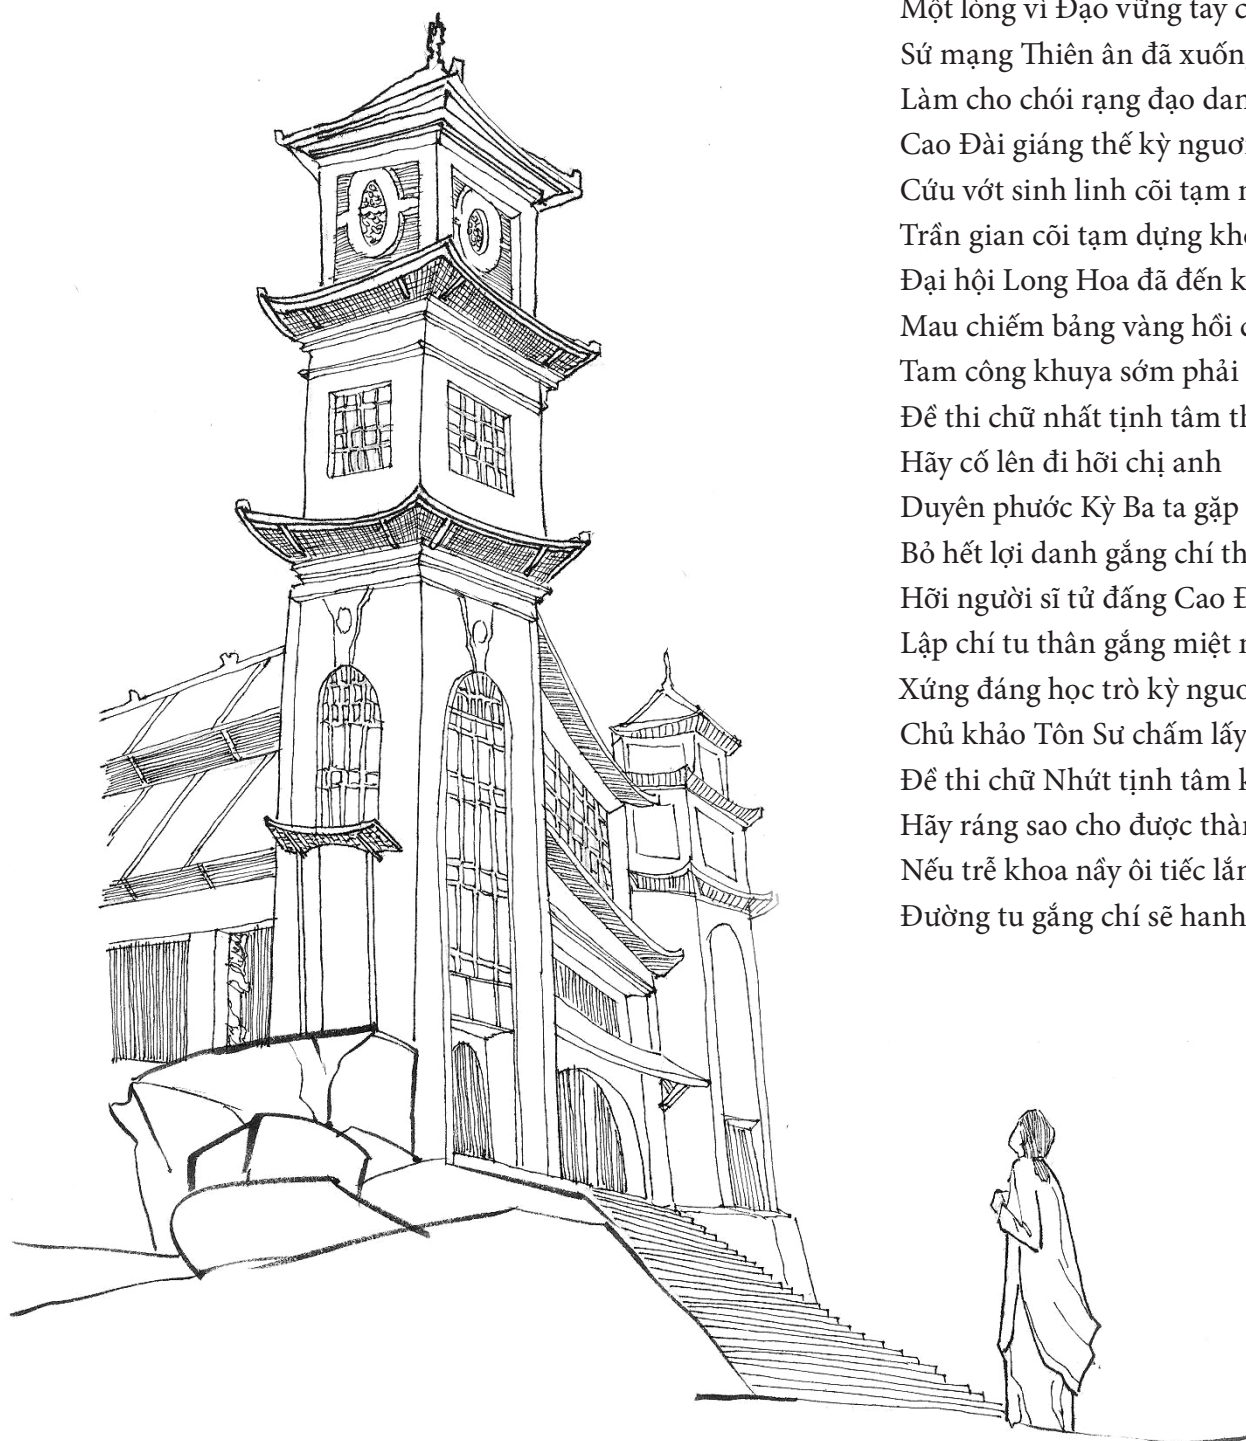 Một lòng vì Đạo vững tay
Sứ mạng Thiên ân đã
Làm cho chói rạng đạo
Cao Đài giáng thế kỳ
Cứu vớt sinh linh cõi tạm
Trần gian cõi tạm dựng
Đại hội Long Hoa đã đến
Mau chiếm bảng vàng hồi
Tam công khuya sớm phải
Đề thi chữ nhất tịnh tâm
Hãy cố lên đi hỡi chị anh
Duyên phước Kỳ Ba ta gặp
Bỏ hết lợi danh gắng chí
Hỡi người sĩ tử đấng Cao
Lập chí tu thân gắng miệt
Xứng đáng học trò kỳ
Chủ khảo Tôn Sư chấm lấy
Đề thi chữ Nhứt tịnh tâm
Hãy ráng sao cho được
Nếu trễ khoa nầy ôi tiếc
Đường tu gắng chí sẽ hanh